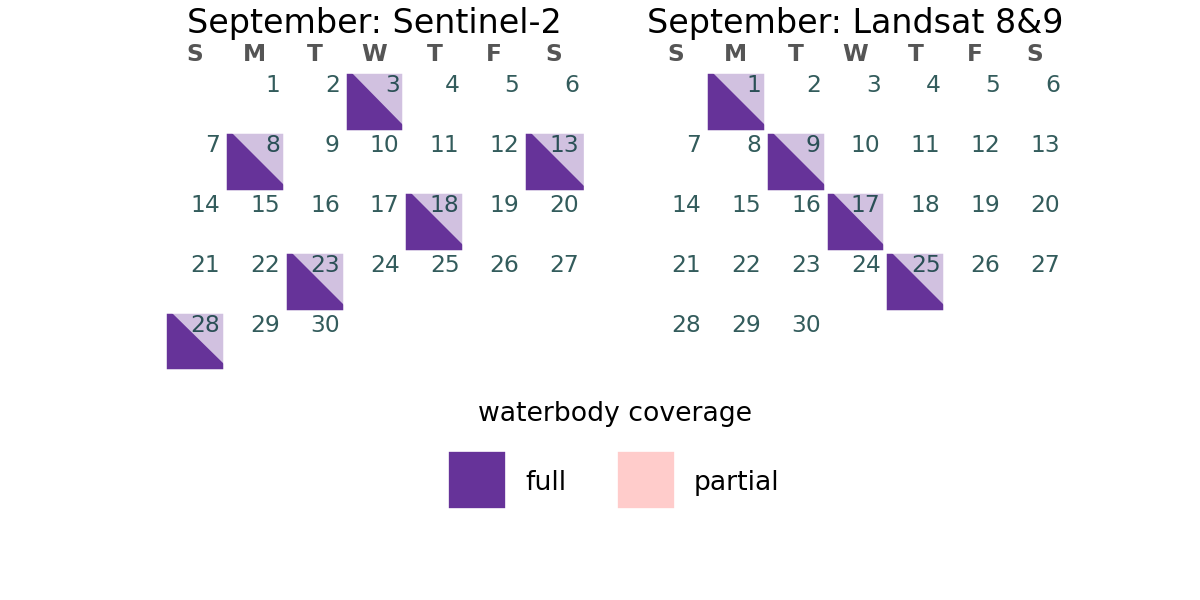 September: Sentinel-2
S M T W T F S
1 2 3 4 5 6
7 8 9 10 11 12 13
14 15 16 17 18 19 20
21 22 23 24 25 26 27
28 29 30
September: Landsat 8&9
S M T W T F S
1 2 3 4 5 6
7 8 9 10 11 12 13
14 15 16 17 18 19 20
21 22 23 24 25 26 27
28 29 30
waterbody coverage
full partial